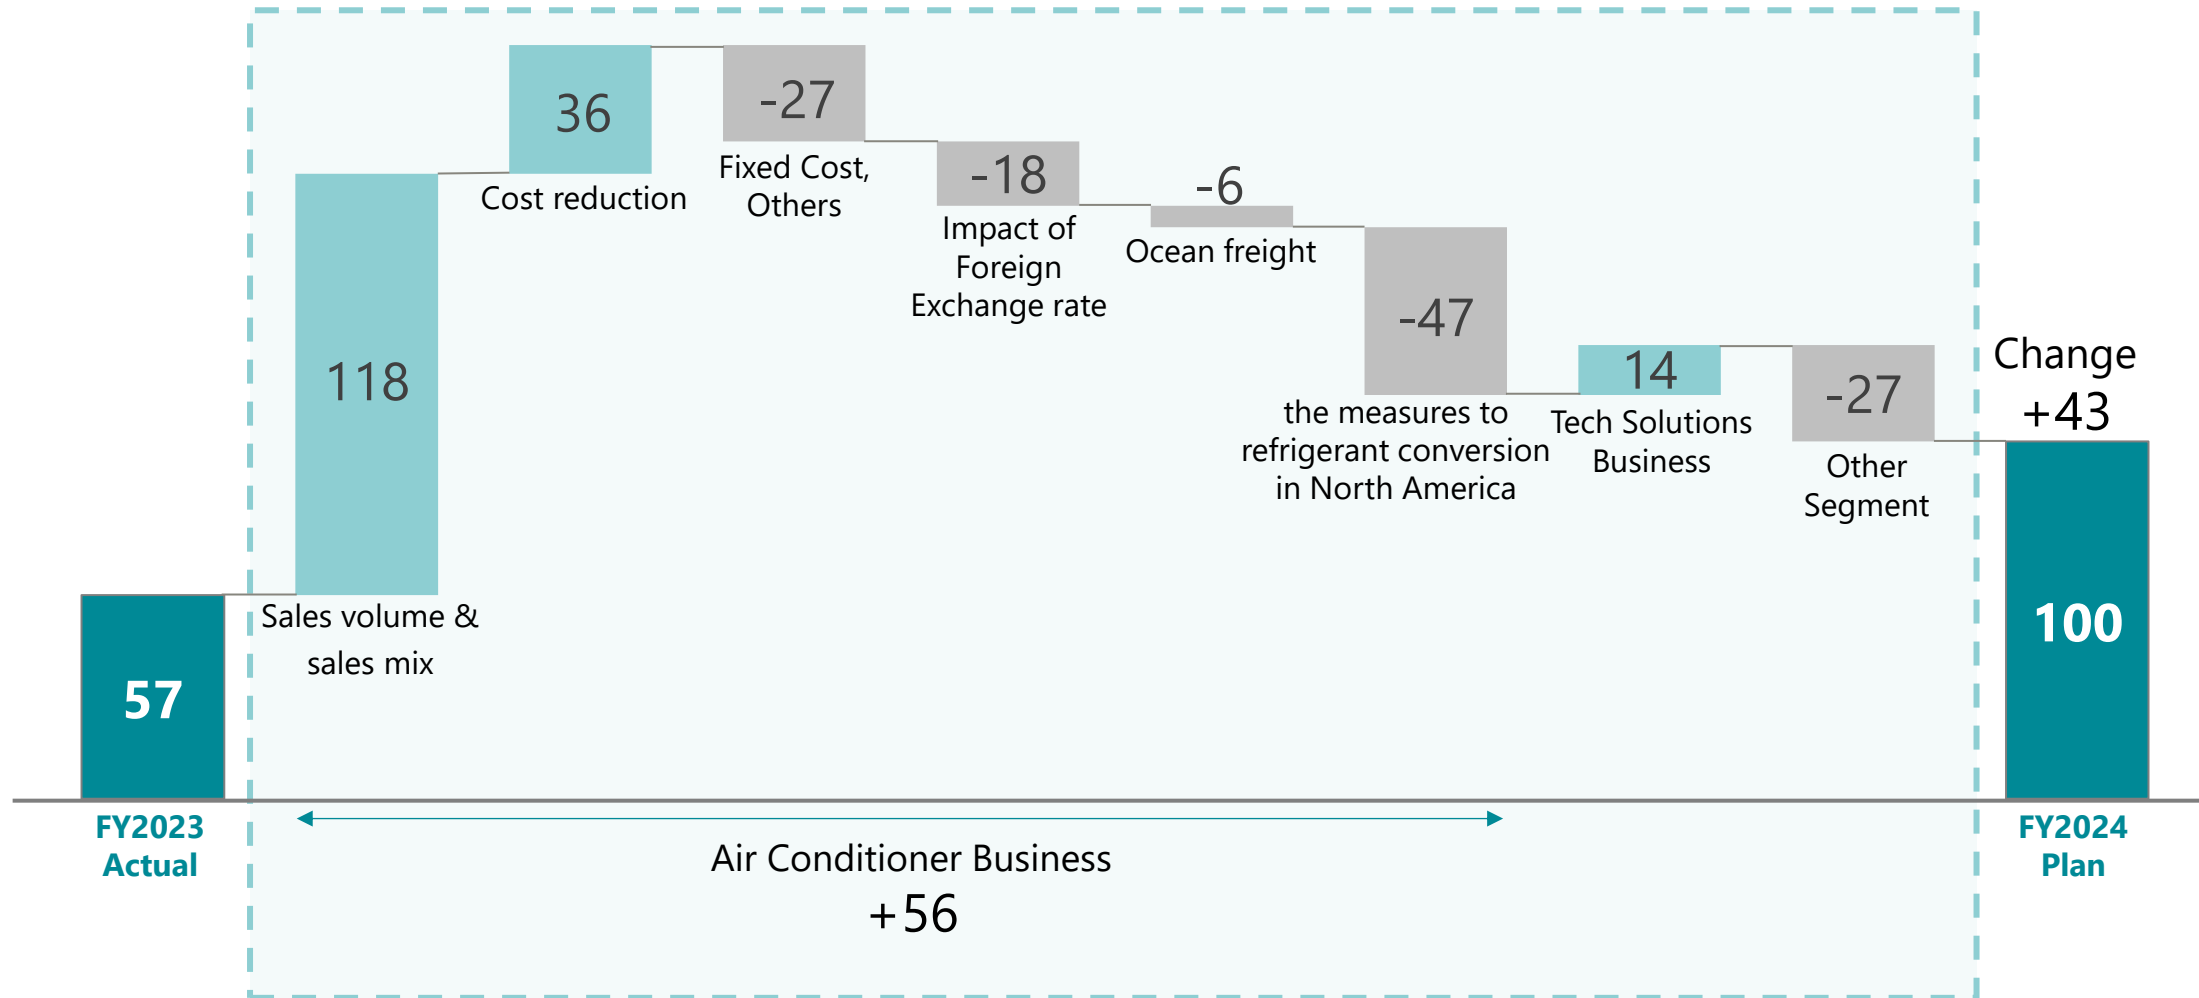 57
FY2023
Actual
118
Sales volume &
sales mix
36
Cost reduction
-27
Fixed Cost,
Others
-18
Impact of
Foreign
Exchange rate
-6
Ocean freight
-47
the measures to
refrigerant conversion
in North America
14
Tech Solutions
Business
-27
Other
Segment
Change
+43
100
FY2024
Plan
Air Conditioner Business
+56